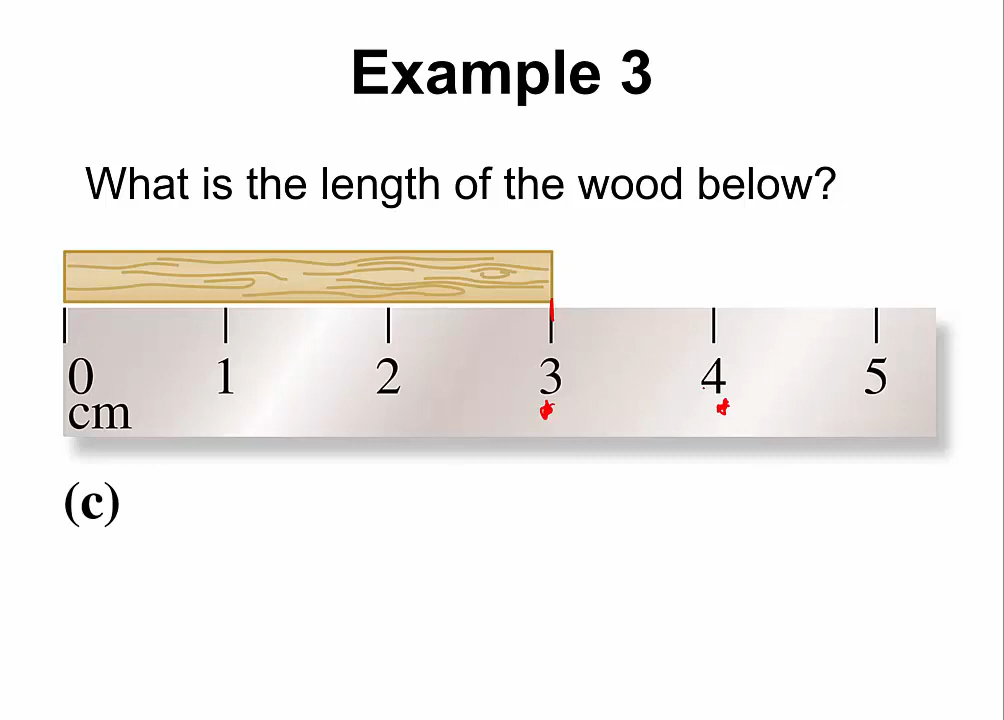 Example 3
What is the length of the wood below?
0 1 2 3 4 5
cm
(c)